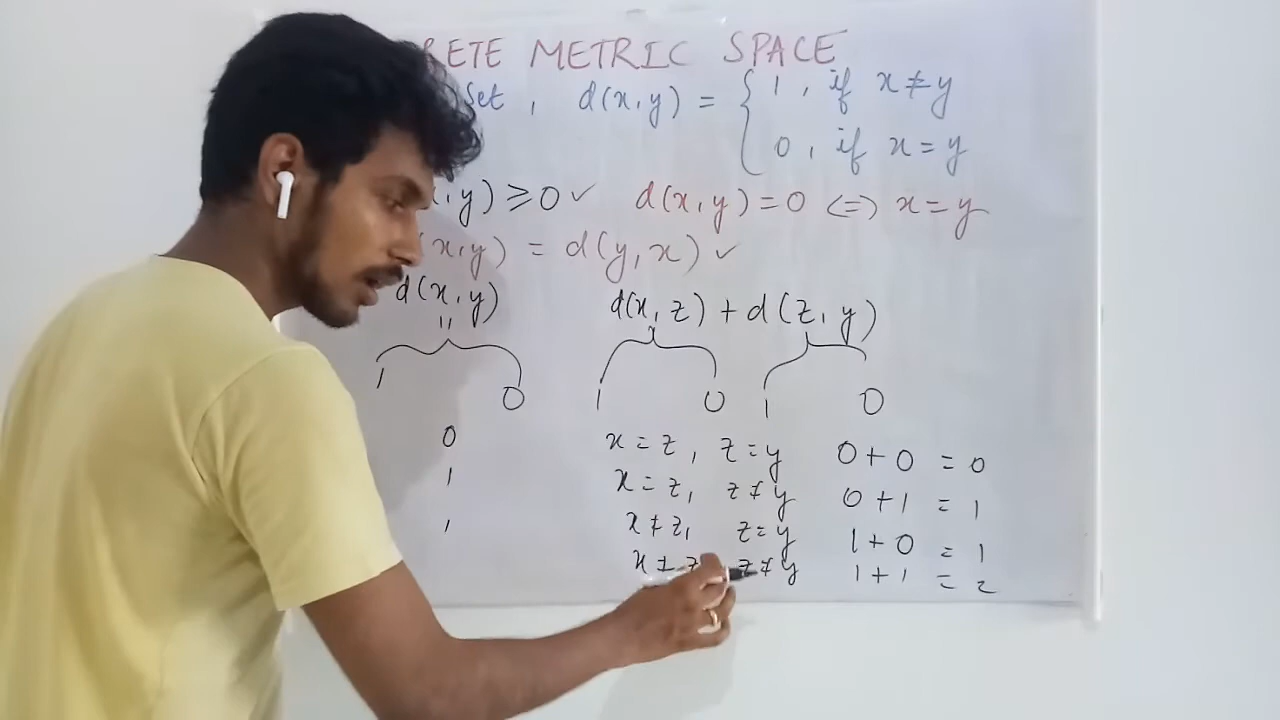 RETE METRIC SPACE
Set , d(x,y) = { 1 , if x ≠ y
0 , if x = y
,y) ≥ 0 ✓ d(x,y) = 0 <=> x = y
(x,y) = d(y,x) ✓
d(x,y) d(x,z) + d(z,y)
1 0 1 0 1 0
0 x = z, z = y 0+0 = 0
1 x = z, z ≠ y 0+1 = 1
1 x ≠ z, z = y 1+0 = 1
x ≠ z z ≠ y 1+1 = 2